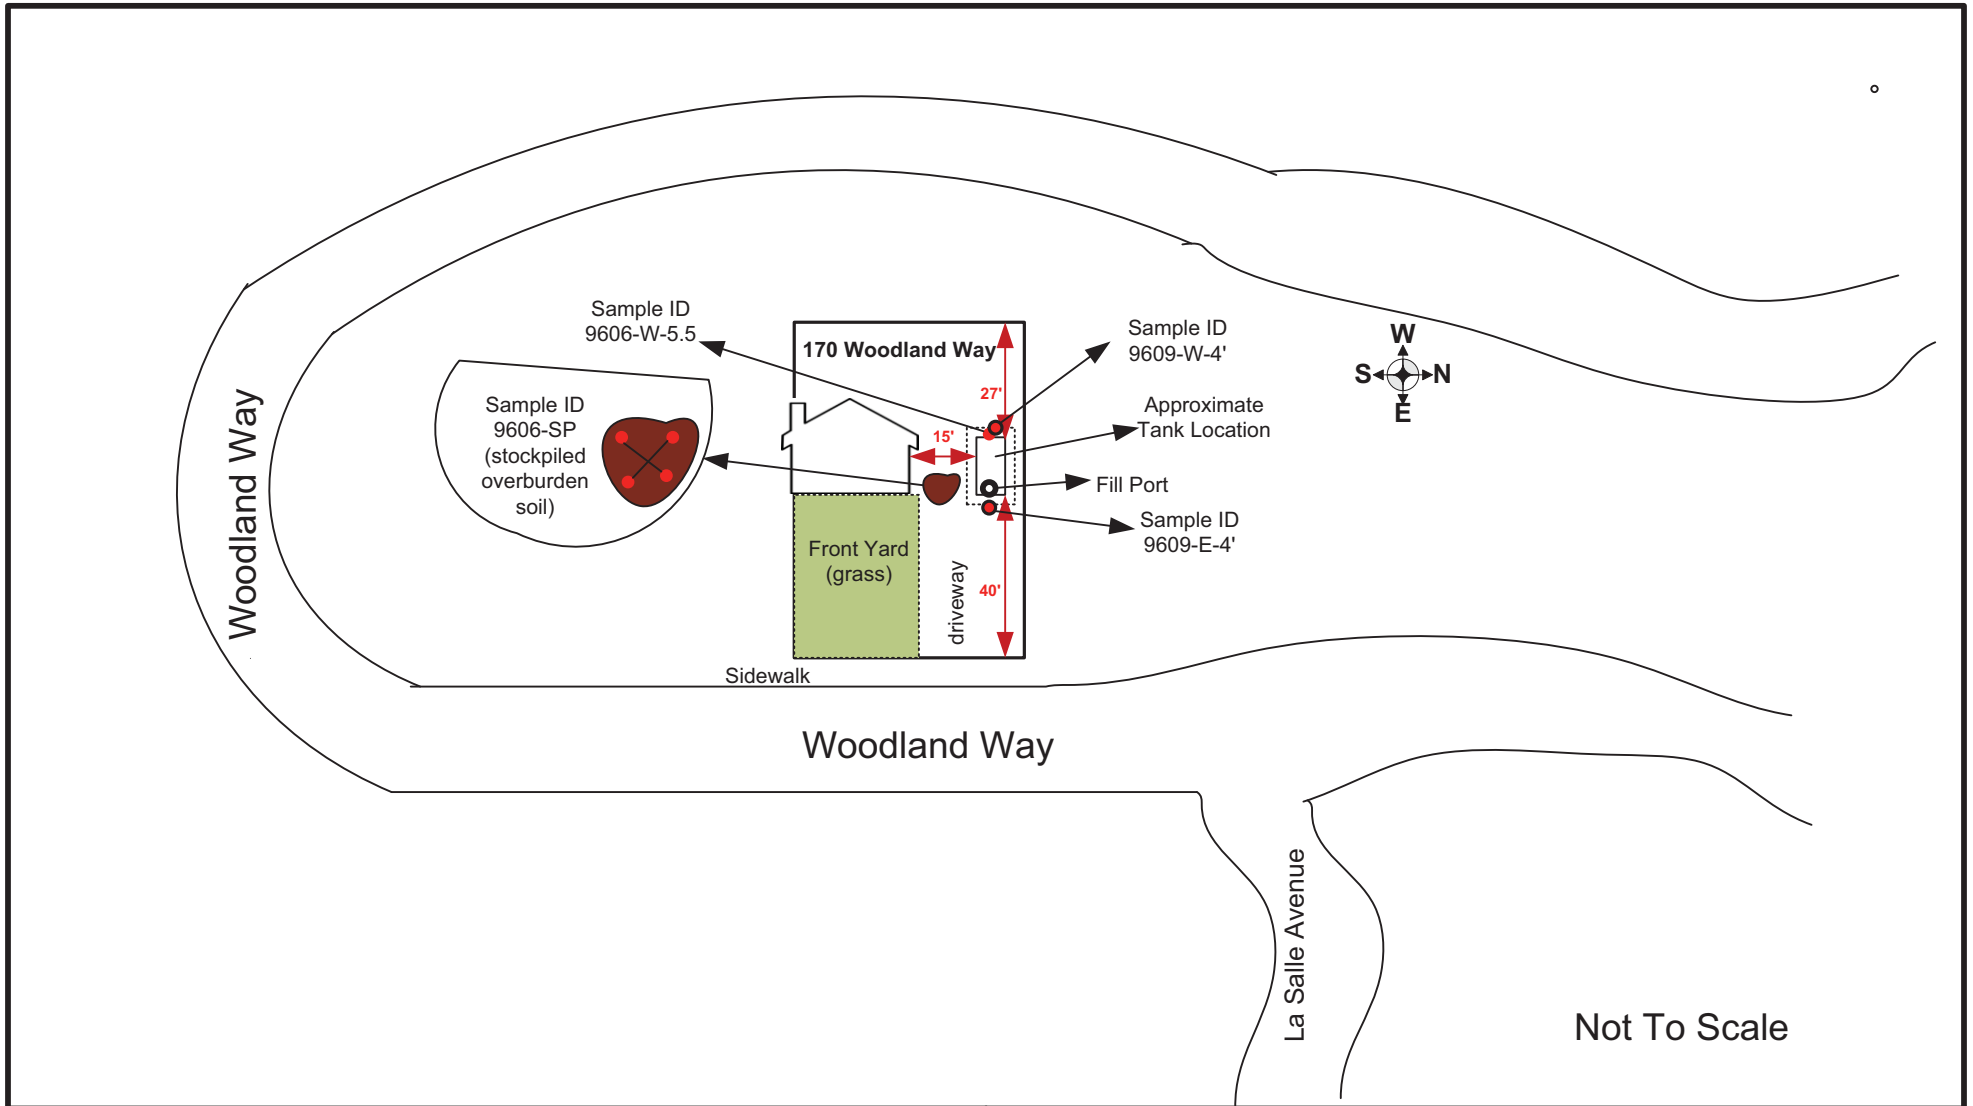 Sample ID
9606-W-5.5
Sample ID
9609-W-4'
170 Woodland Way
W
S
N
E
27'
Approximate
Tank Location
Sample ID
9606-SP
(stockpiled
overburden
soil)
15'
Fill Port
Sample ID
9609-E-4'
Woodland Way
Front Yard
(grass)
driveway
40'
Sidewalk
Woodland Way
La Salle Avenue
Not To Scale